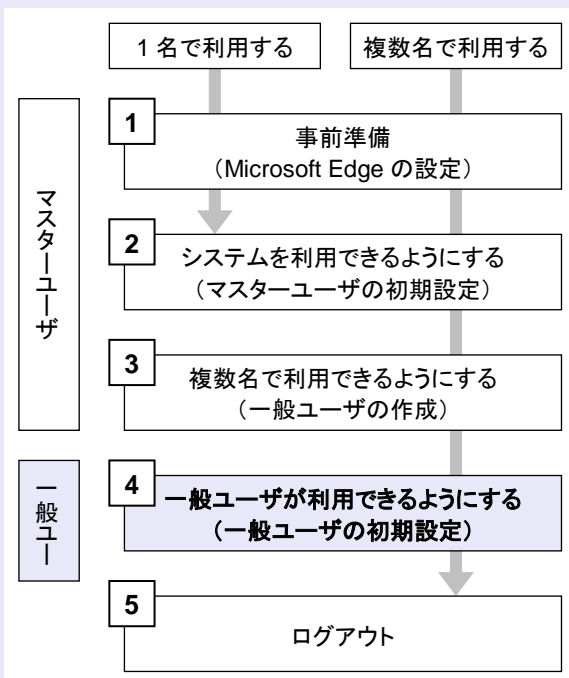 1 名で利用する
複数名で利用する
マスターユーザ
1
事前準備
（Microsoft Edge の設定）
2
システムを利用できるようにする
（マスターユーザの初期設定）
3
複数名で利用できるようにする
（一般ユーザの作成）
一般ユー
4
一般ユーザが利用できるようにする
（一般ユーザの初期設定）
5
ログアウト